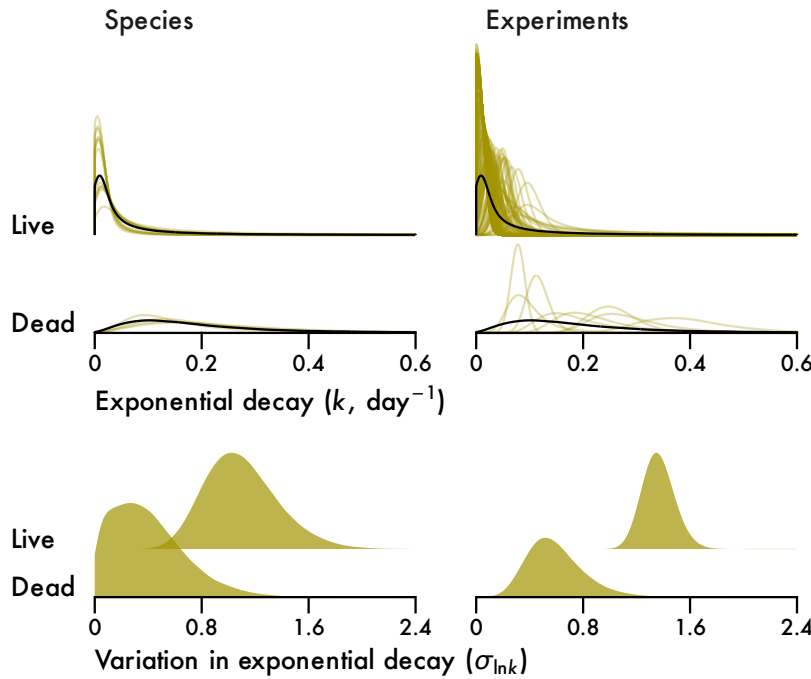 Species Experiments
Live
Dead
0 0.2 0.4 0.6 0 0.2 0.4 0.6
Exponential decay (k, day⁻¹)
Live
Dead
0 0.8 1.6 2.4 0 0.8 1.6 2.4
Variation in exponential decay (σ_lnk)